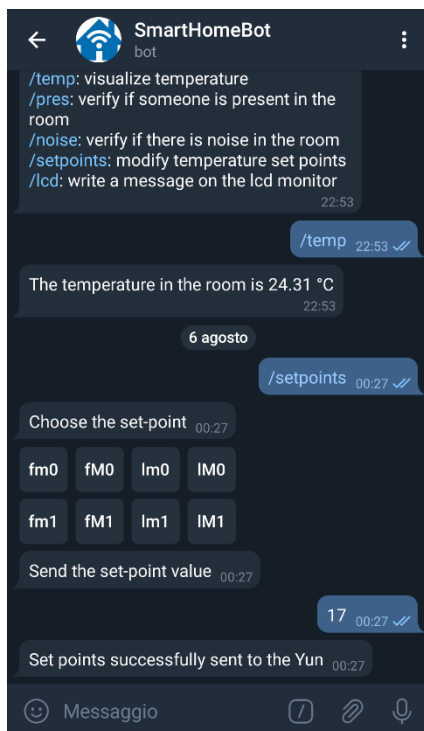 SmartHomeBot
bot
/temp: visualize temperature
/pres: verify if someone is present in the
room
/noise: verify if there is noise in the room
/setpoints: modify temperature set points
/lcd: write a message on the lcd monitor
22:53
/temp 22:53
The temperature in the room is 24.31 °C
22:53
6 agosto
/setpoints 00:27
Choose the set-point 00:27
fm0 fM0 lm0 lM0
fm1 fM1 lm1 lM1
Send the set-point value 00:27
17 00:27
Set points successfully sent to the Yun 00:27
Messaggio